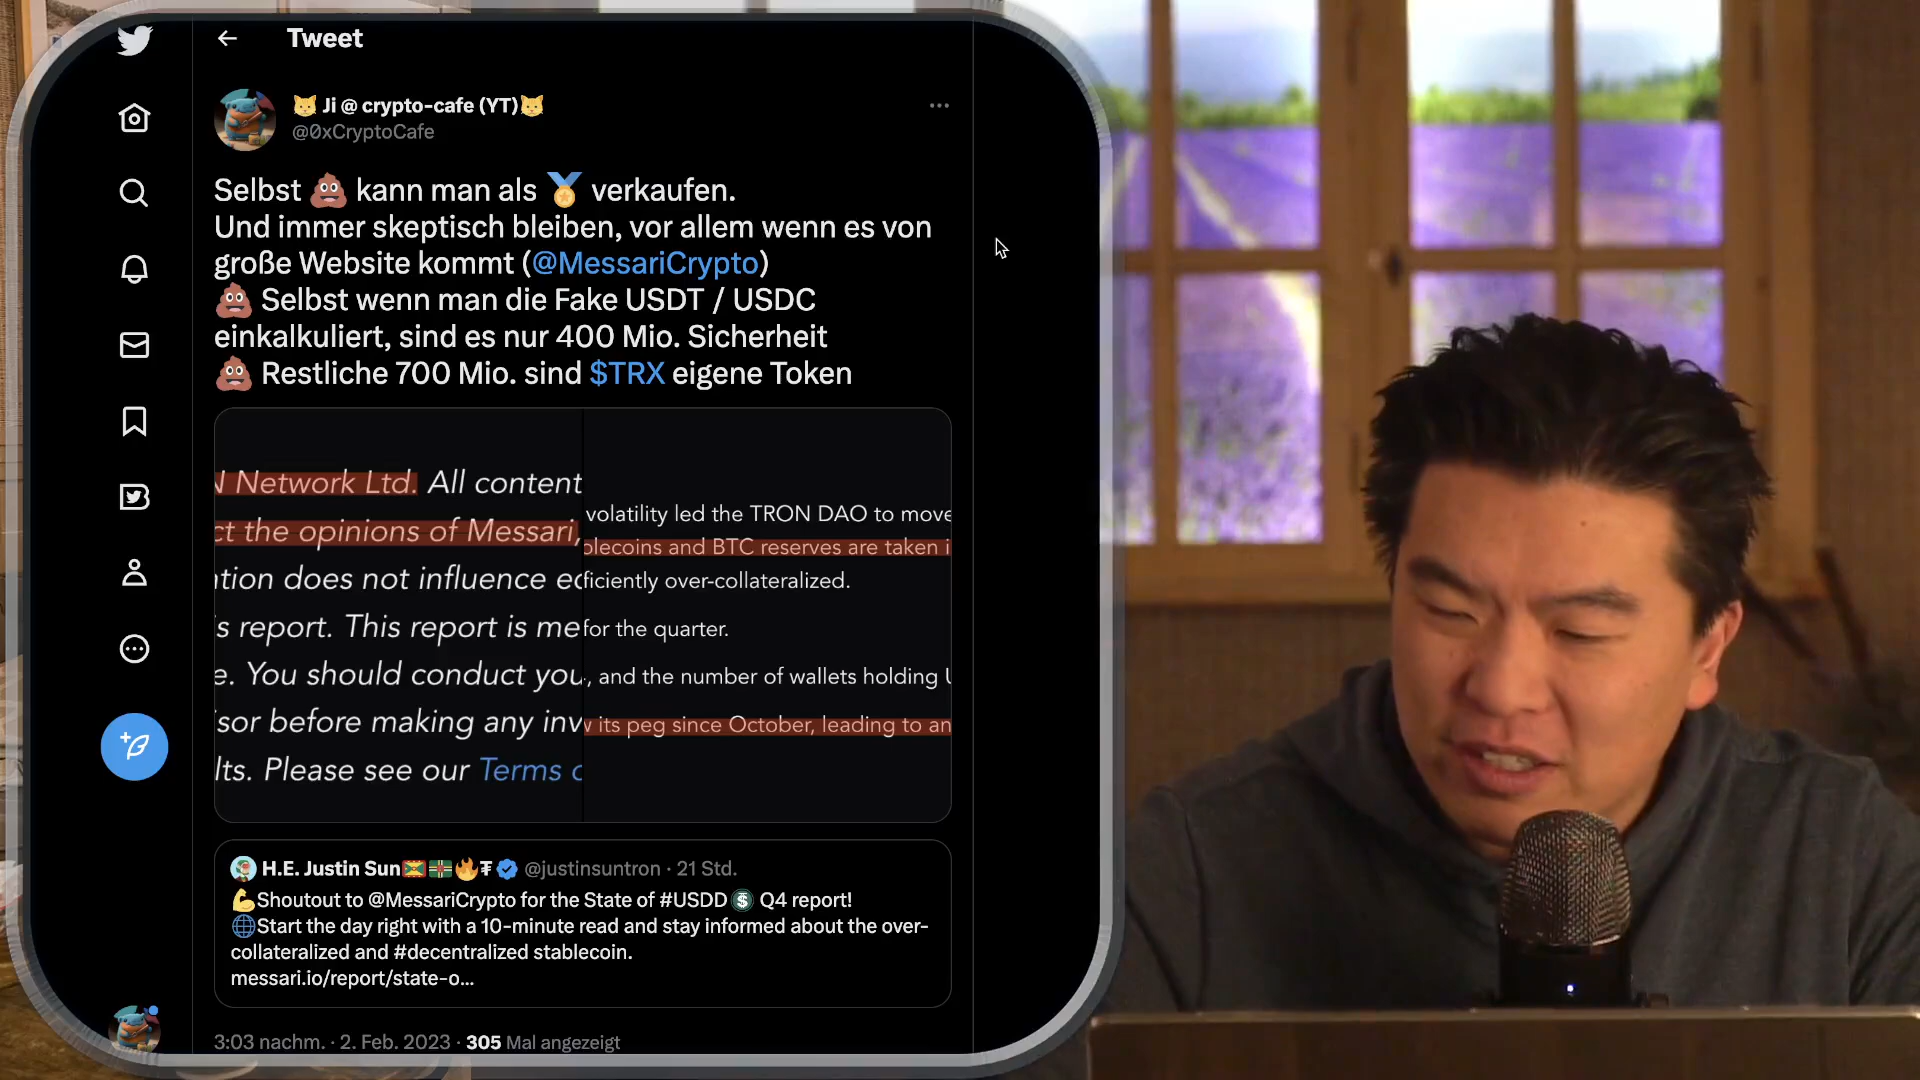 Tweet
Ji @ crypto-cafe (YT)
@0xCryptoCafe
Selbst 💩 kann man als 🏅 verkaufen.
Und immer skeptisch bleiben, vor allem wenn es von
große Website kommt (@MessariCrypto)
💩 Selbst wenn man die Fake USDT / USDC
einkalkuliert, sind es nur 400 Mio. Sicherheit
💩 Restliche 700 Mio. sind $TRX eigene Token
Network Ltd. All content
ct the opinions of Messari,
tion does not influence ec
s report. This report is me
e. You should conduct you
sor before making any inv
lts. Please see our Terms
volatility led the TRON DAO to move
lecoins and BTC reserves are taken i
ficiently over-collateralized.
for the quarter.
, and the number of wallets holding
its peg since October, leading to an
H.E. Justin Sun🇬🇩🇩🇲🔥₮ @justinsuntron · 21 Std.
💪Shoutout to @MessariCrypto for the State of #USDD Q4 report!
🌐Start the day right with a 10-minute read and stay informed about the over-
collateralized and #decentralized stablecoin.
messari.io/report/state-o...
3:03 nachm. · 2. Feb. 2023 · 305 Mal angezeigt